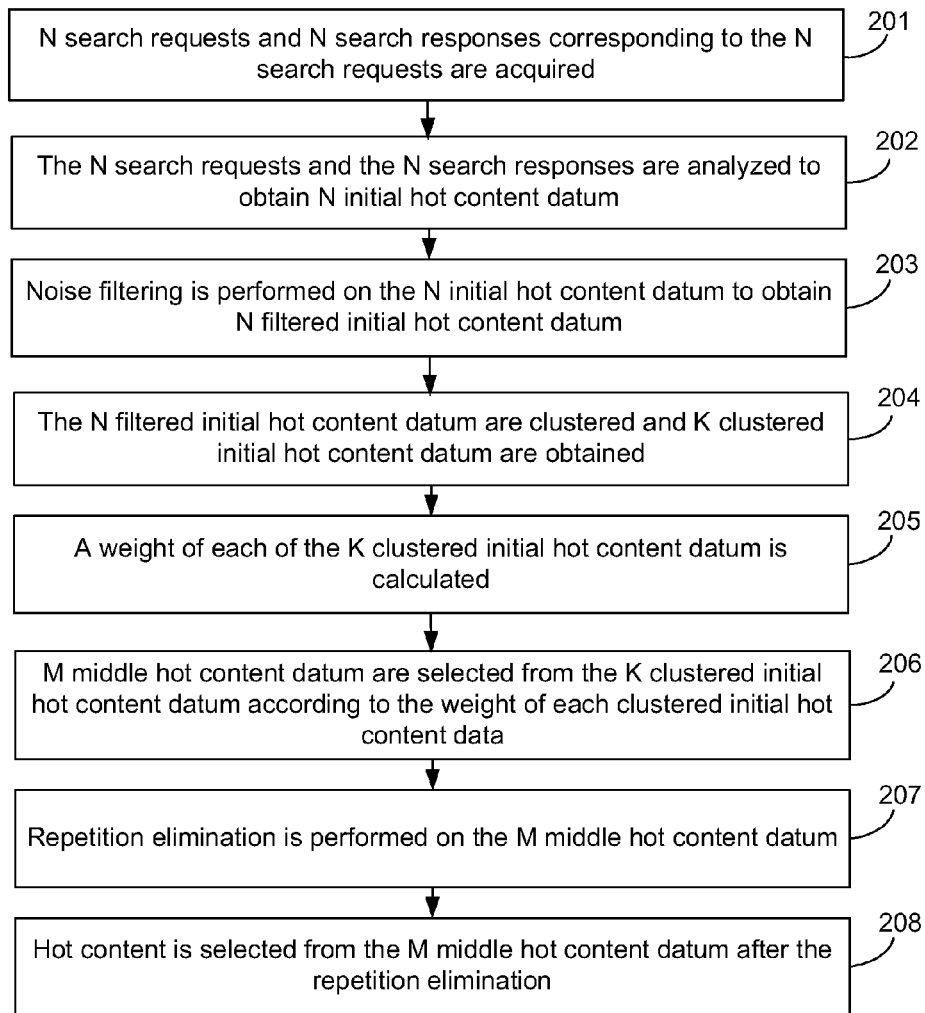 N search requests and N search responses corresponding to the N
search requests are acquired
201
The N search requests and the N search responses are analyzed to
obtain N initial hot content datum
202
Noise filtering is performed on the N initial hot content datum to obtain
N filtered initial hot content datum
203
The N filtered initial hot content datum are clustered and K clustered
initial hot content datum are obtained
204
A weight of each of the K clustered initial hot content datum is
calculated
205
M middle hot content datum are selected from the K clustered initial
hot content datum according to the weight of each clustered initial hot
content data
206
Repetition elimination is performed on the M middle hot content datum
207
Hot content is selected from the M middle hot content datum after the
repetition elimination
208